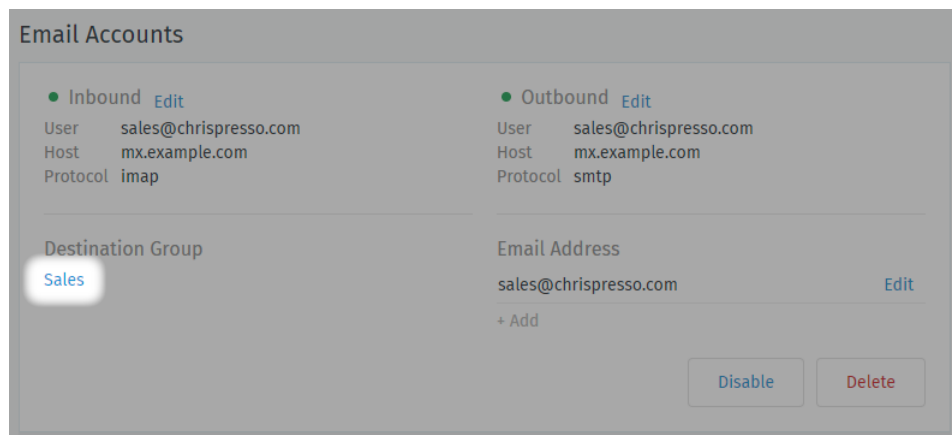 Email Accounts
Inbound Edit
User sales@chrispresso.com
Host mx.example.com
Protocol imap
Outbound Edit
User sales@chrispresso.com
Host mx.example.com
Protocol smtp
Destination Group
Sales
Email Address
sales@chrispresso.com Edit
+ Add
Disable Delete